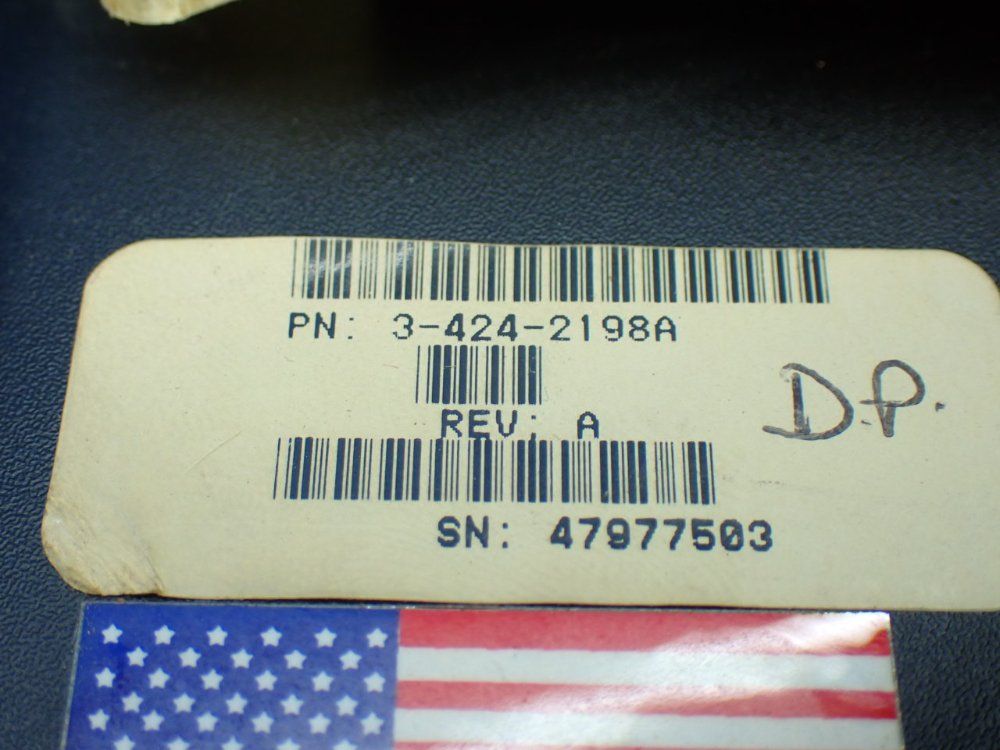 PN: 3-424-2198A
REV: A
D.P.
SN: 47977503